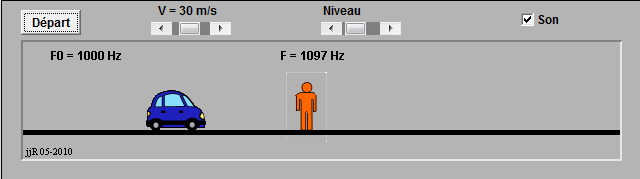 Départ
V = 30 m/s
Niveau
Son
F0 = 1000 Hz
F = 1097 Hz
jjR 05-2010